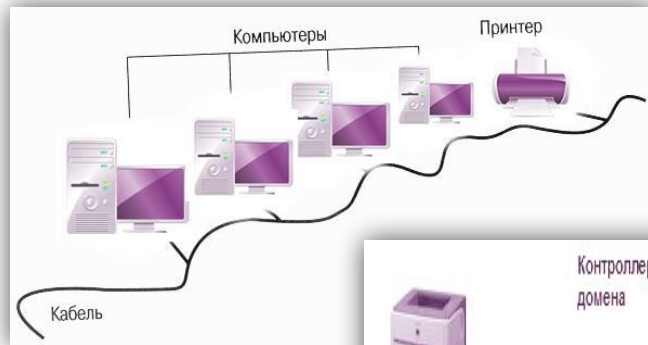 Компьютеры
Принтер
Кабель
Контроллер
домена